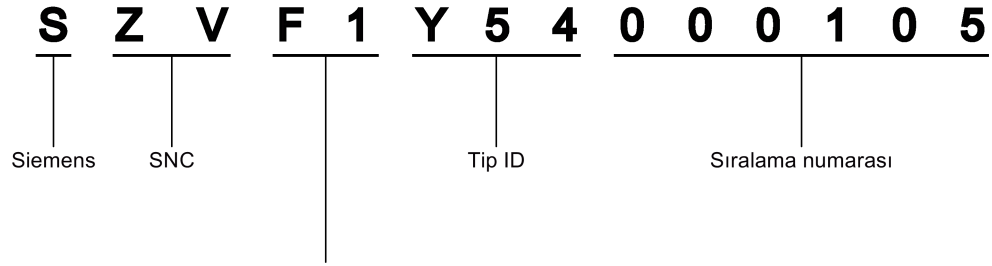 S Z V F 1 Y 5 4 0 0 0 1 0 5
Siemens SNC Tip ID Sıralama numarası